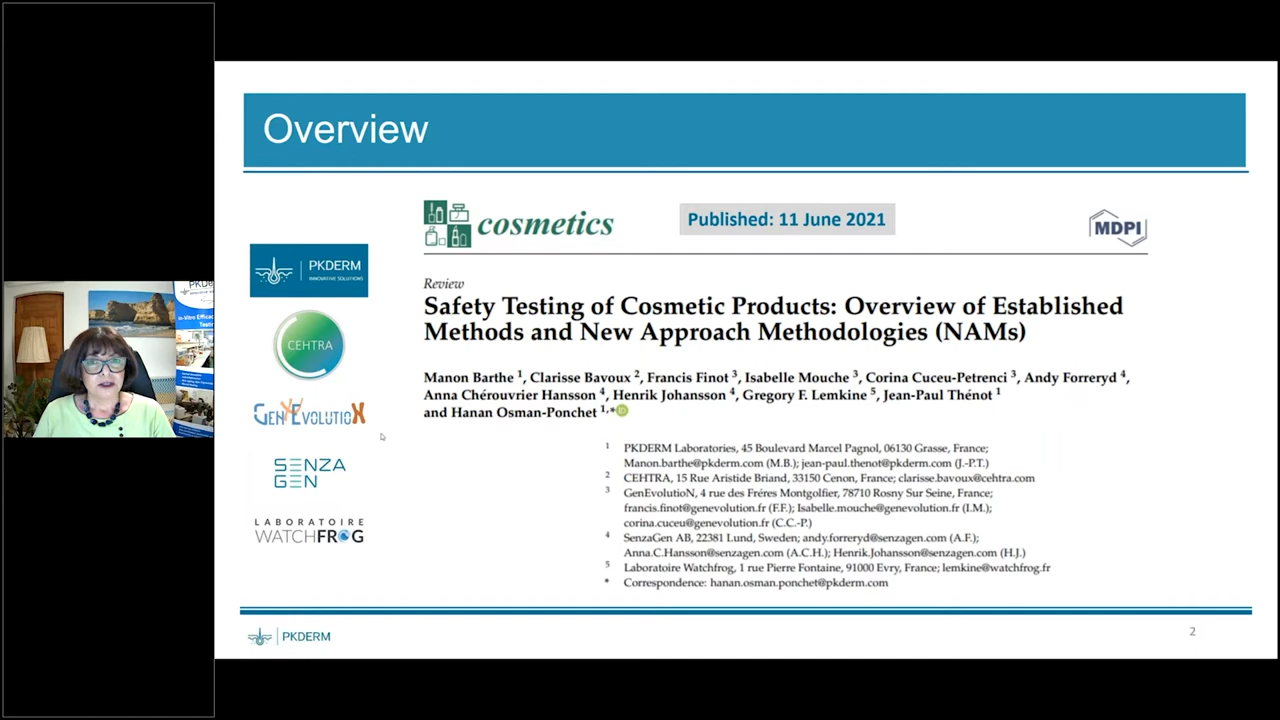 Overview
cosmetics
Published: 11 June 2021
MDPI
PKDERM
INNOVATIVE SOLUTIONS
CEHTRA
GENEVOLUTION
SENZA
GEN
LABORATOIRE
WATCHFROG
Review
Safety Testing of Cosmetic Products: Overview of Established
Methods and New Approach Methodologies (NAMs)
Manon Barthe 1, Clarisse Bavoux 2, Francis Finot 3, Isabelle Mouche 3, Corina Cuceu-Petrenci 3, Andy Forreryd 4,
Anna Chérouvrier Hansson 4, Henrik Johansson 4, Gregory F. Lemkine 5, Jean-Paul Thénot 1
and Hanan Osman-Ponchet 1,* iD
1 PKDERM Laboratories, 45 Boulevard Marcel Pagnol, 06130 Grasse, France;
Manon.barthe@pkderm.com (M.B.); jean-paul.thenot@pkderm.com (J.-P.T.)
2 CEHTRA, 15 Rue Aristide Briand, 33150 Cenon, France; clarisse.bavoux@cehtra.com
3 GenEvolutioN, 4 rue des Fréres Montgolfier, 78710 Rosny Sur Seine, France;
francis.finot@genevolution.fr (F.F.); Isabelle.mouche@genevolution.fr (I.M.);
corina.cuceu@genevolution.fr (C.C.-P.)
4 SenzaGen AB, 22381 Lund, Sweden; andy.forreryd@senzagen.com (A.F.);
Anna.C.Hansson@senzagen.com (A.C.H.); Henrik.Johansson@senzagen.com (H.J.)
5 Laboratoire Watchfrog, 1 rue Pierre Fontaine, 91000 Evry, France; lemkine@watchfrog.fr
* Correspondence: hanan.osman.ponchet@pkderm.com
PKDERM
2